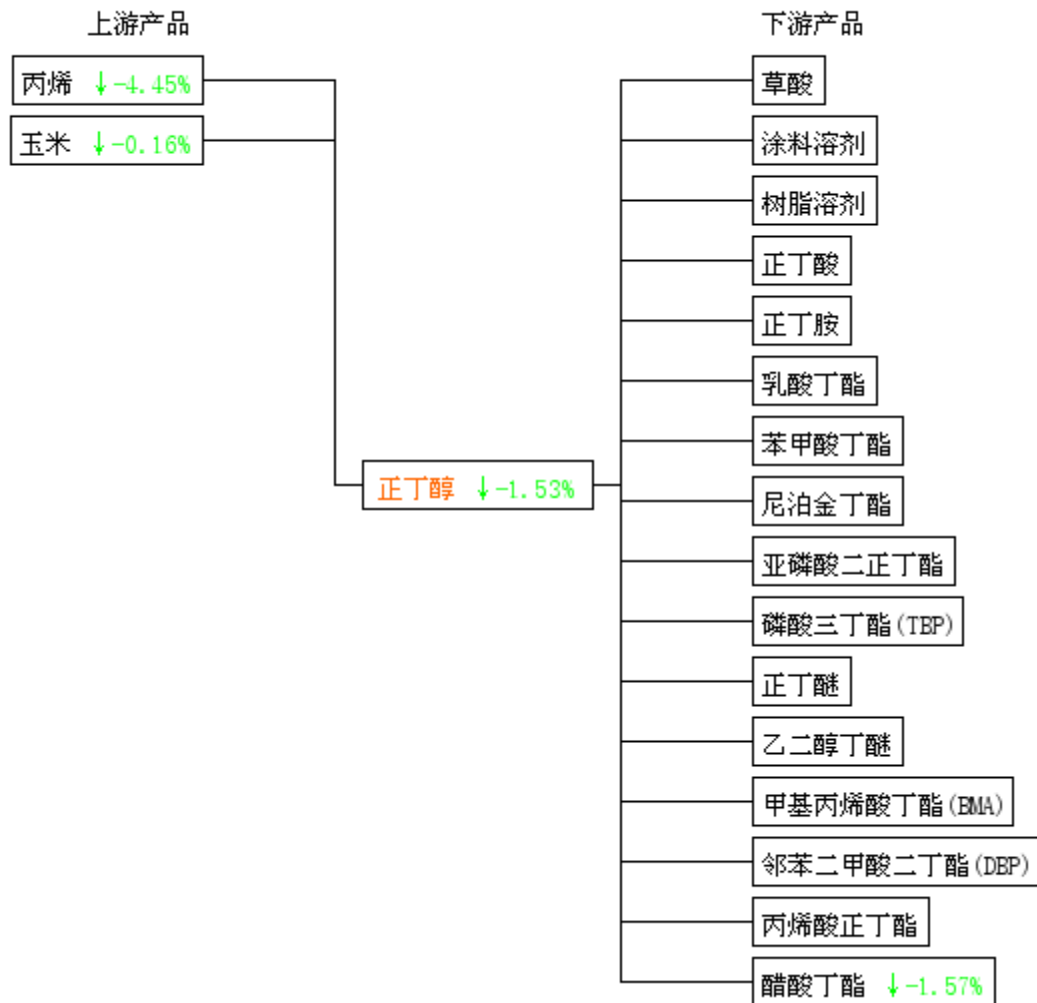 上游产品
下游产品
丙烯 ↓-4.45%
玉米 ↓-0.16%
正丁醇 ↓-1.53%
草酸
涂料溶剂
树脂溶剂
正丁酸
正丁胺
乳酸丁酯
苯甲酸丁酯
尼泊金丁酯
亚磷酸二正丁酯
磷酸三丁酯(TBP)
正丁醚
乙二醇丁醚
甲基丙烯酸丁酯(BMA)
邻苯二甲酸二丁酯(DBP)
丙烯酸正丁酯
醋酸丁酯 ↓-1.57%